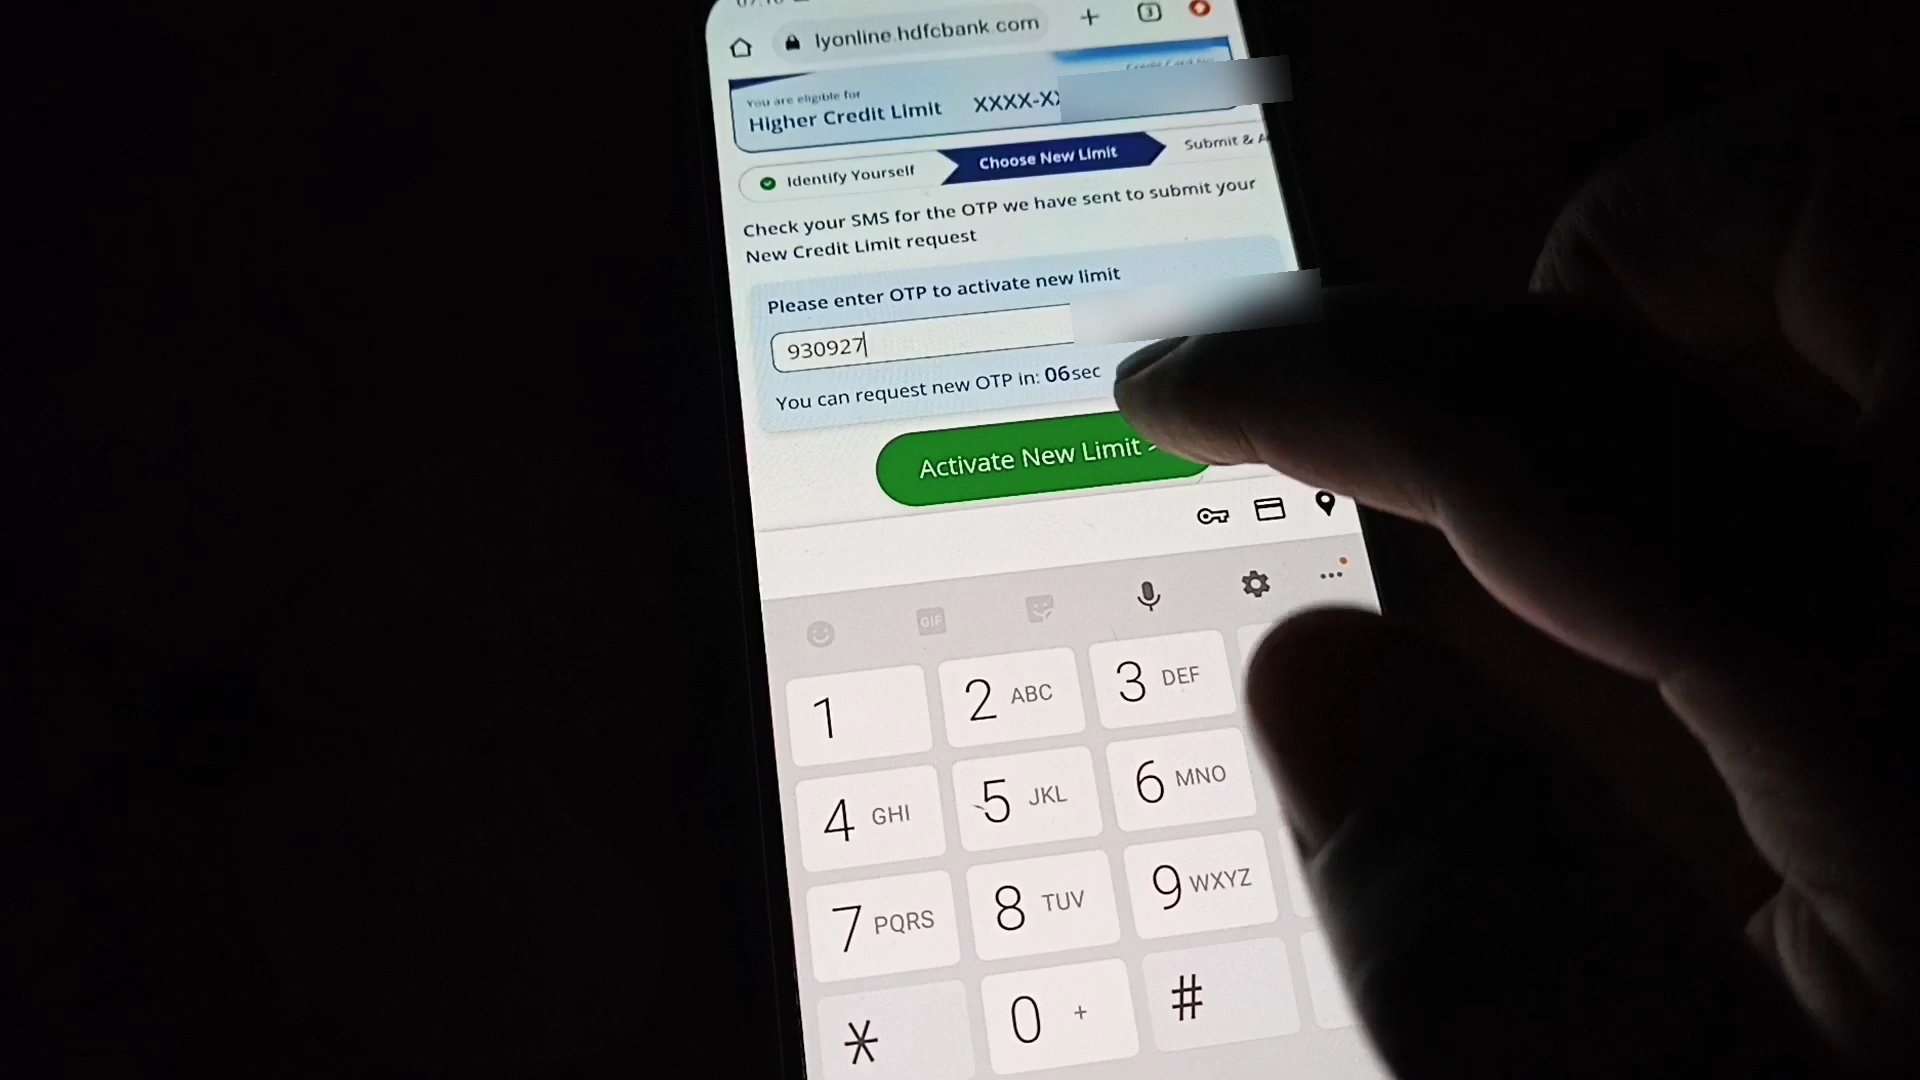 lyonline.hdfcbank.com
3
You are eligible for
Higher Credit Limit XXXX-XX
Identify Yourself Choose New Limit Submit &
Check your SMS for the OTP we have sent to submit your
New Credit Limit request
Please enter OTP to activate new limit
930927
You can request new OTP in: 06sec
Activate New Limit >
GIF
1 2 ABC 3 DEF
4 GHI 5 JKL 6 MNO
7 PQRS 8 TUV 9 WXYZ
* 0 + #